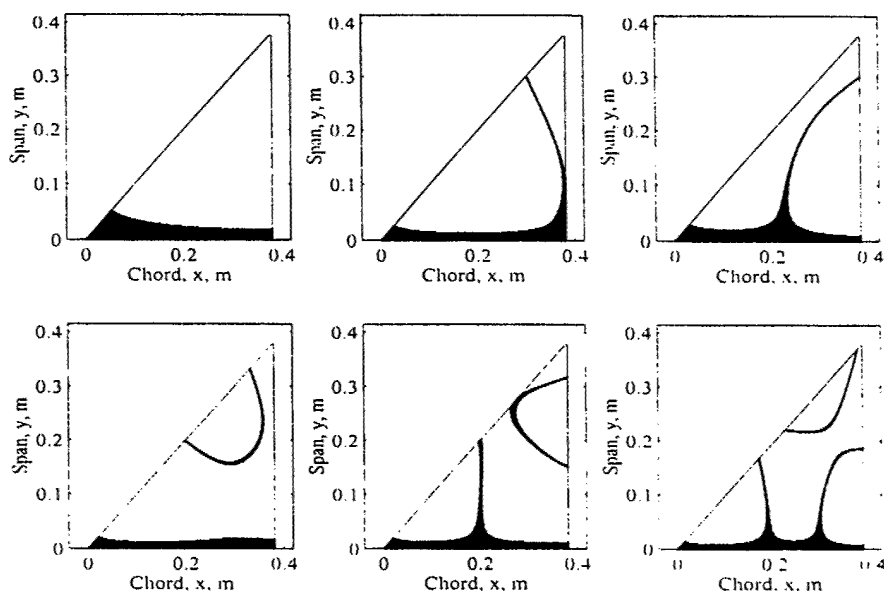 0.4 0.4 0.4
0.3 0.3 0.3
Span, y, m Span, y, m Span, y, m
0.2 0.2 0.2
0.1 0.1 0.1
0 0 0
0 0.2 0.4 0 0.2 0.4 0 0.2 0.4
Chord, x, m Chord, x, m Chord, x, m
0.4 0.4 0.4
0.3 0.3 0.3
Span, y, m Span, y, m Span, y, m
0.2 0.2 0.2
0.1 0.1 0.1
0 0 0
0 0.2 0.4 0 0.2 0.4 0 0.2 0.4
Chord, x, m Chord, x, m Chord, x, m